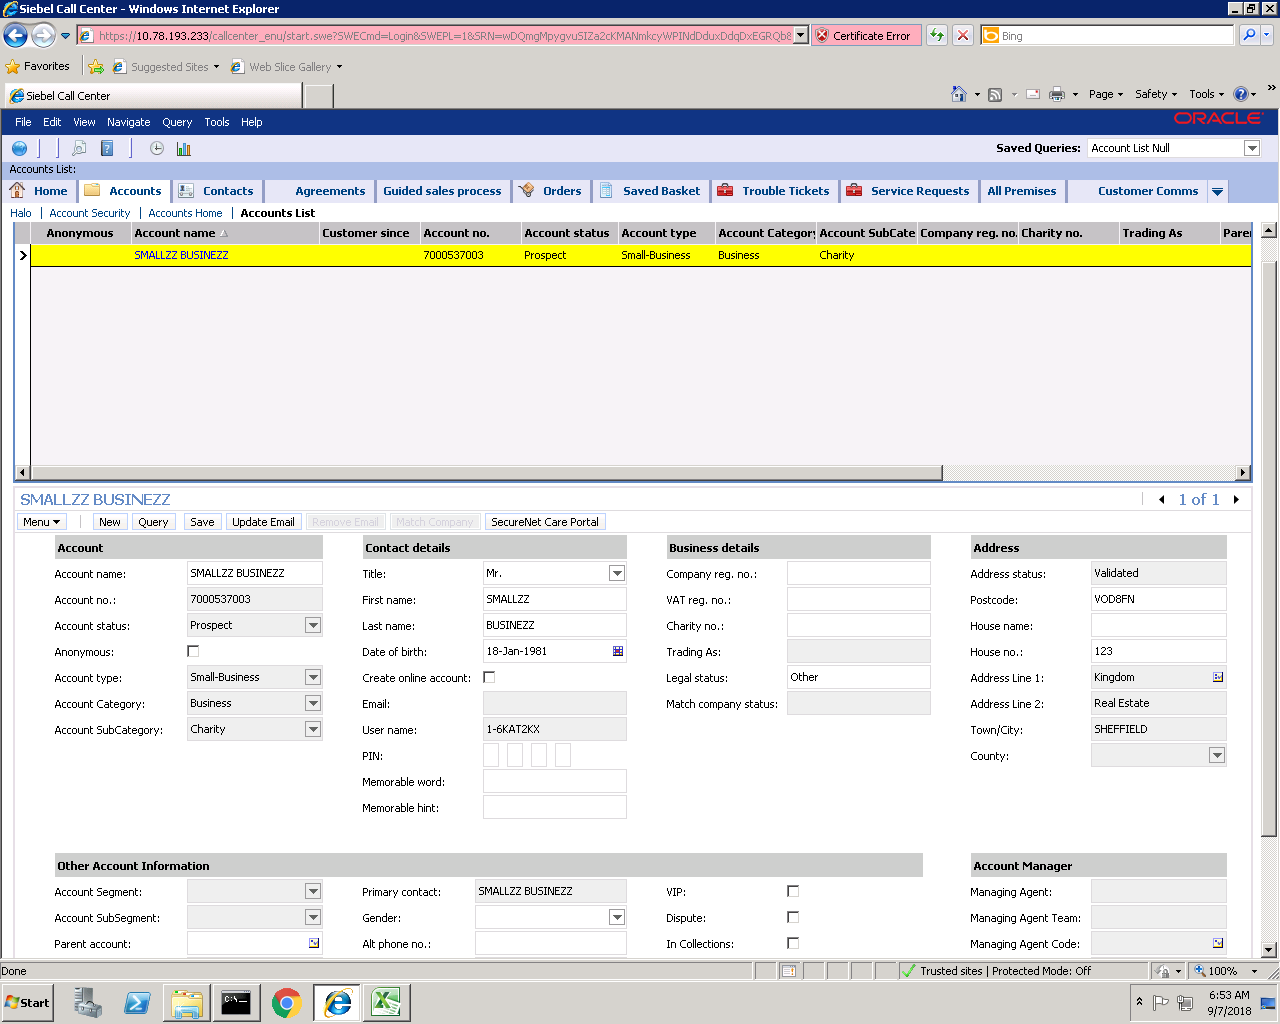 Siebel Call Center - Windows Internet Explorer
https://10.78.193.233/callcenter_enu/start.swe?SWECmd=Login&SWEPL=1&SRN=
Certificate Error
Bing
Favorites Suggested Sites Web Slice Gallery
Siebel Call Center
Page Safety Tools
File Edit View Navigate Query Tools Help
ORACLE
Saved Queries: Account List Null
Accounts List:
Home Accounts Contacts Agreements Guided sales process Orders Saved Basket Trouble Tickets Service Requests All Premises Customer Comms
Halo | Account Security | Accounts Home | Accounts List
Anonymous Account name Customer since Account no. Account status Account type Account Category Account SubCate Company reg. no. Charity no. Trading As Parer
SMALLZZ BUSINEZZ 7000537003 Prospect Small-Business Business Charity
SMALLZZ BUSINEZZ
1 of 1
Menu New Query Save Update Email Remove Email Match Company SecureNet Care Portal
Account Contact details Business details Address
Account name: SMALLZZ BUSINEZZ Title: Mr. Company reg. no.: Address status: Validated
Account no.: 7000537003 First name: SMALLZZ VAT reg. no.: Postcode: VOD8FN
Account status: Prospect Last name: BUSINEZZ Charity no.: House name:
Anonymous: Date of birth: 18-Jan-1981 Trading As: House no.: 123
Account type: Small-Business Create online account: Legal status: Other Address Line 1: Kingdom
Account Category: Business Email: Match company status: Address Line 2: Real Estate
Account SubCategory: Charity User name: 1-6KAT2KX Town/City: SHEFFIELD
PIN: County:
Memorable word:
Memorable hint:
Other Account Information Account Manager
Account Segment: Primary contact: SMALLZZ BUSINEZZ VIP: Managing Agent:
Account SubSegment: Gender: Dispute: Managing Agent Team:
Parent account: Alt phone no.: In Collections: Managing Agent Code:
Done Trusted sites | Protected Mode: Off 100%
Start
6:53 AM
9/7/2018